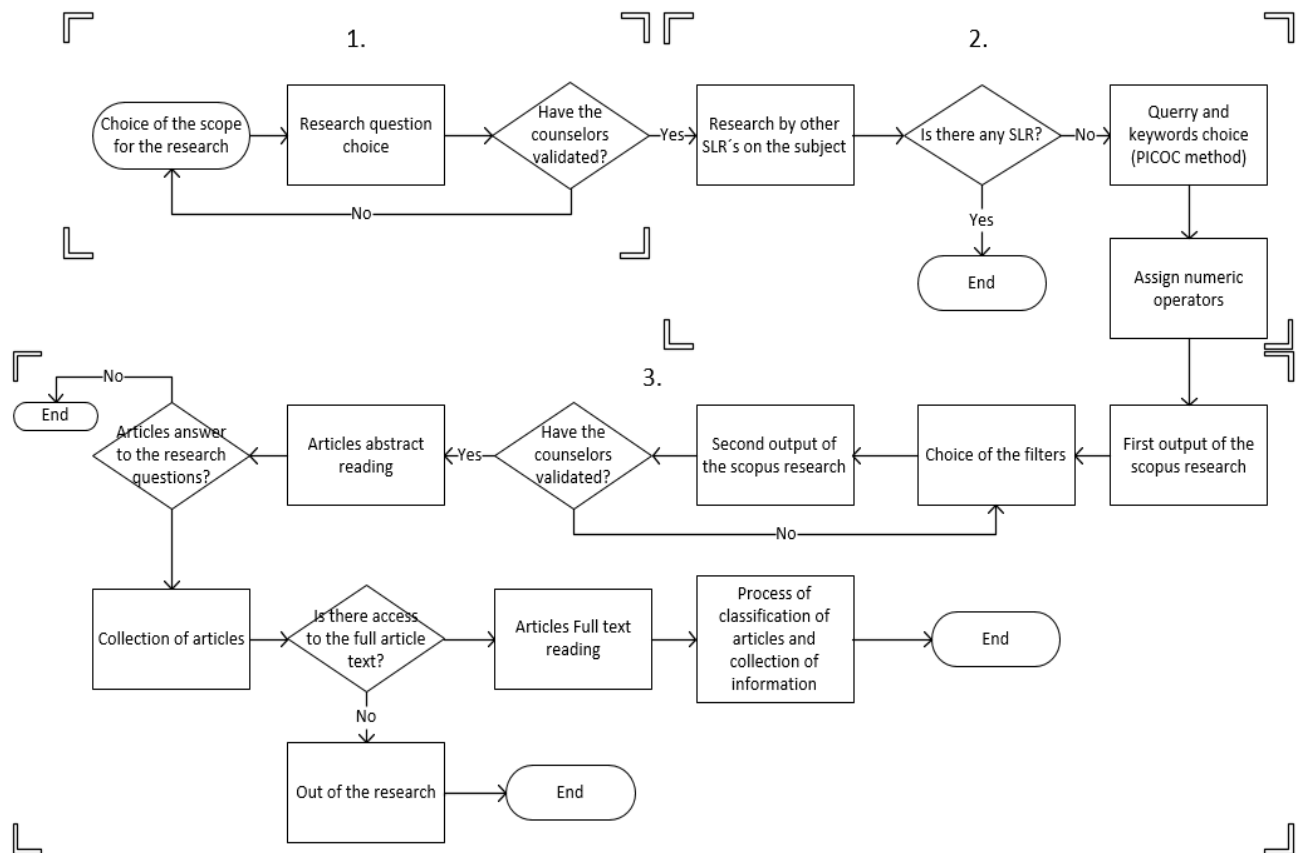 1.
Choice of the scope
for the research
Research question
choice
Have the
counselors
validated?
Yes
No
2.
Research by other
SLR´s on the subject
Is there any SLR?
No
Yes
End
Querry and
keywords choice
(PICOC method)
Assign numeric
operators
3.
First output of the
scopus research
Choice of the filters
Second output of
the scopus research
Have the
counselors
validated?
Yes
No
Articles abstract
reading
Articles answer
to the research
questions?
No
End
Collection of articles
Is there access
to the full article
text?
No
Out of the research
End
Articles Full text
reading
Process of
classification of
articles and
collection of
information
End